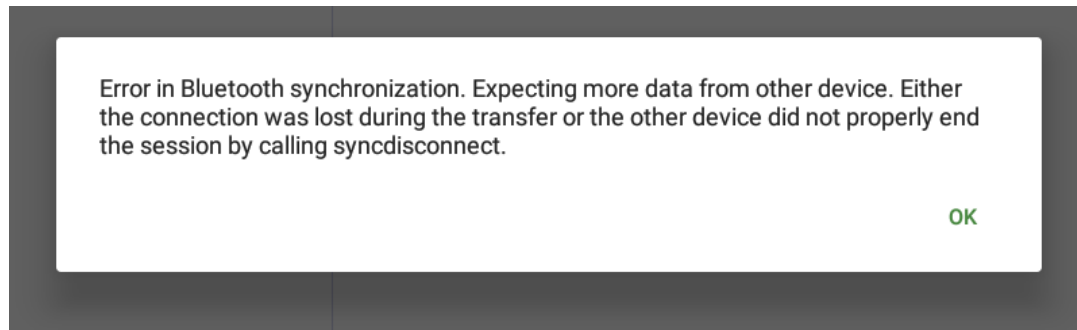 Error in Bluetooth synchronization. Expecting more data from other device. Either
the connection was lost during the transfer or the other device did not properly end
the session by calling syncdisconnect.
OK